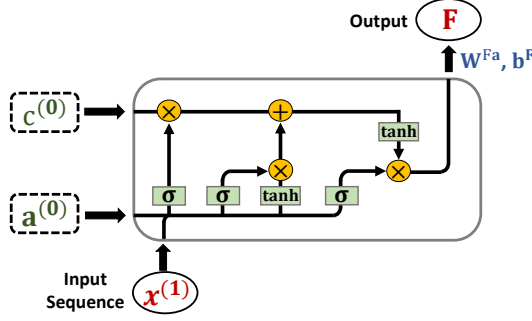 Output
F
W^{Fa}, b^{F}
c^{(0)}
×
+
tanh
σ
σ
×
tanh
σ
×
a^{(0)}
Input
Sequence
x^{(1)}